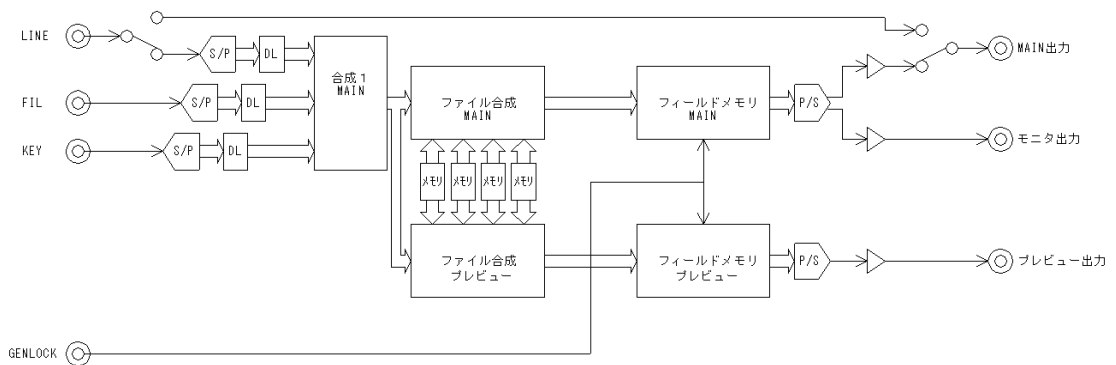 LINE
S/P
DL
合成1
MAIN
FIL
S/P
DL
KEY
S/P
DL
ファイル合成
MAIN
フィールドメモリ
MAIN
P/S
MAIN出力
モニタ出力
メモリ
メモリ
メモリ
メモリ
ファイル合成
プレビュー
フィールドメモリ
プレビュー
P/S
プレビュー出力
GENLOCK